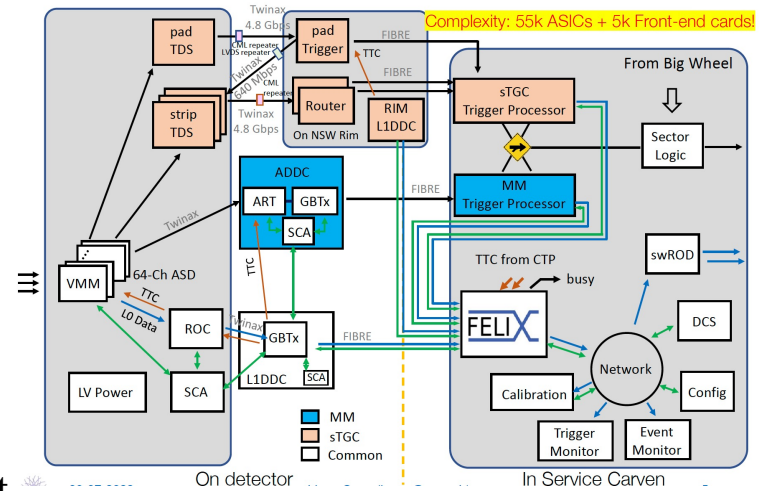 Twinax
4.8 Gbps
Complexity: 55k ASICs + 5k Front-end cards!
pad
TDS
CML repeater
LVDS repeater
pad
Trigger
FIBRE
TTC
From Big Wheel
Twinax
640 Mbps
CML
repeater
strip
TDS
Twinax
4.8 Gbps
FIBRE
Router
On NSW Rim
RIM
L1DDC
sTGC
Trigger Processor
Sector
Logic
ADDC
ART
GBTx
SCA
FIBRE
MM
Trigger Processor
Twinax
VMM
64-Ch ASD
TTC
TTC
L0 Data
TTC from CTP
busy
swROD
FELIX
DCS
ROC
Twinax
GBTx
FIBRE
Network
SCA
L1DDC
LV Power
SCA
Calibration
Config
MM
sTGC
Common
Trigger
Monitor
Event
Monitor
On detector
In Service Carven